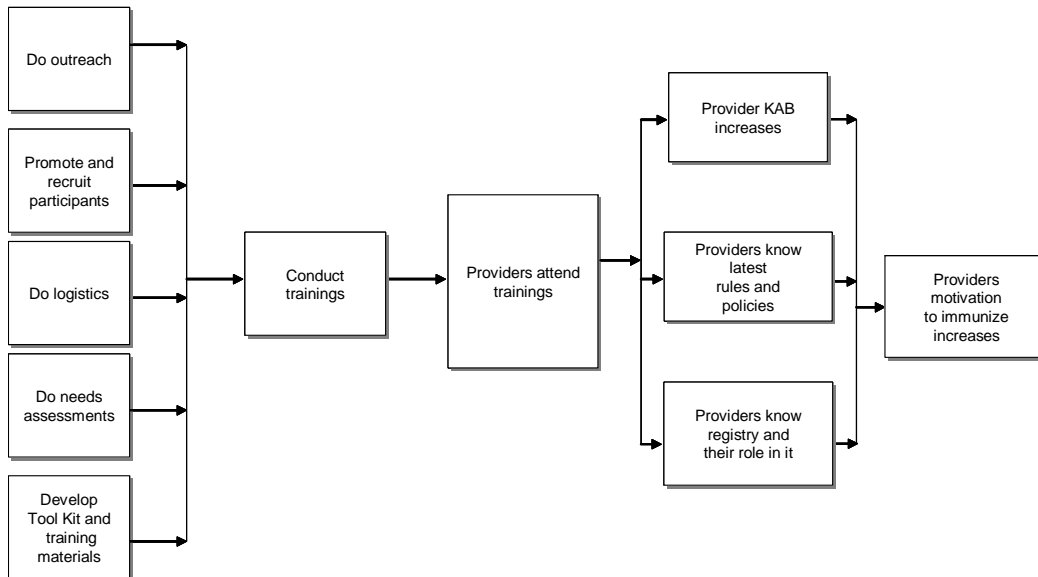 Do outreach
Promote and
recruit
participants
Do logistics
Do needs
assessments
Develop
Tool Kit and
training
materials
Conduct
trainings
Providers attend
trainings
Provider KAB
increases
Providers know
latest
rules and
policies
Providers know
registry and
their role in it
Providers
motivation
to immunize
increases